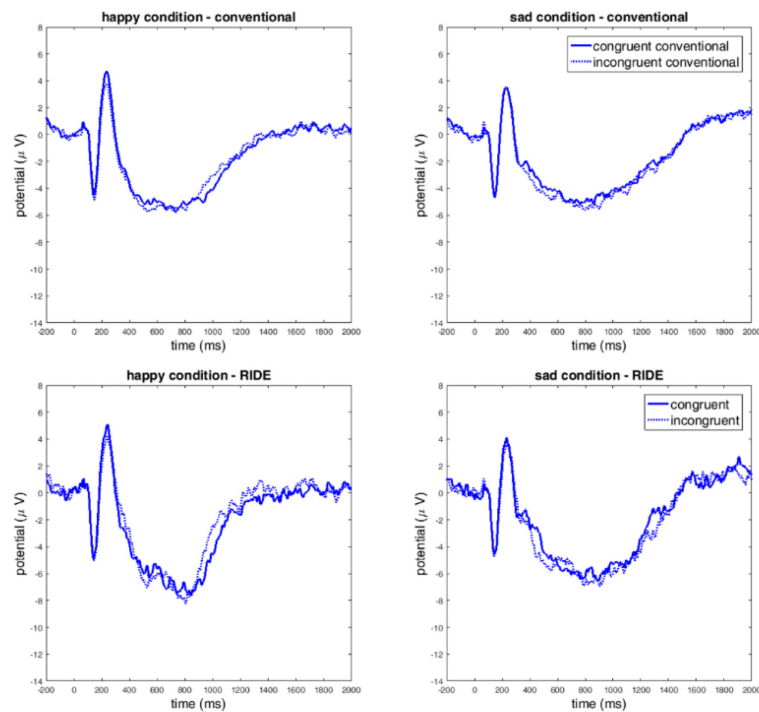 happy condition - conventional
8
6
4
2
0
-2
-4
-6
-8
-10
-12
-14
potential (μ V)
-200 0 200 400 600 800 1000 1200 1400 1600 1800 2000
time (ms)
sad condition - conventional
congruent conventional
incongruent conventional
8
6
4
2
0
-2
-4
-6
-8
-10
-12
-14
potential (μ V)
-200 0 200 400 600 800 1000 1200 1400 1600 1800 2000
time (ms)
happy condition - RIDE
8
6
4
2
0
-2
-4
-6
-8
-10
-12
-14
potential (μ V)
-200 0 200 400 600 800 1000 1200 1400 1600 1800 2000
time (ms)
sad condition - RIDE
congruent
incongruent
8
6
4
2
0
-2
-4
-6
-8
-10
-12
-14
potential (μ V)
-200 0 200 400 600 800 1000 1200 1400 1600 1800 2000
time (ms)